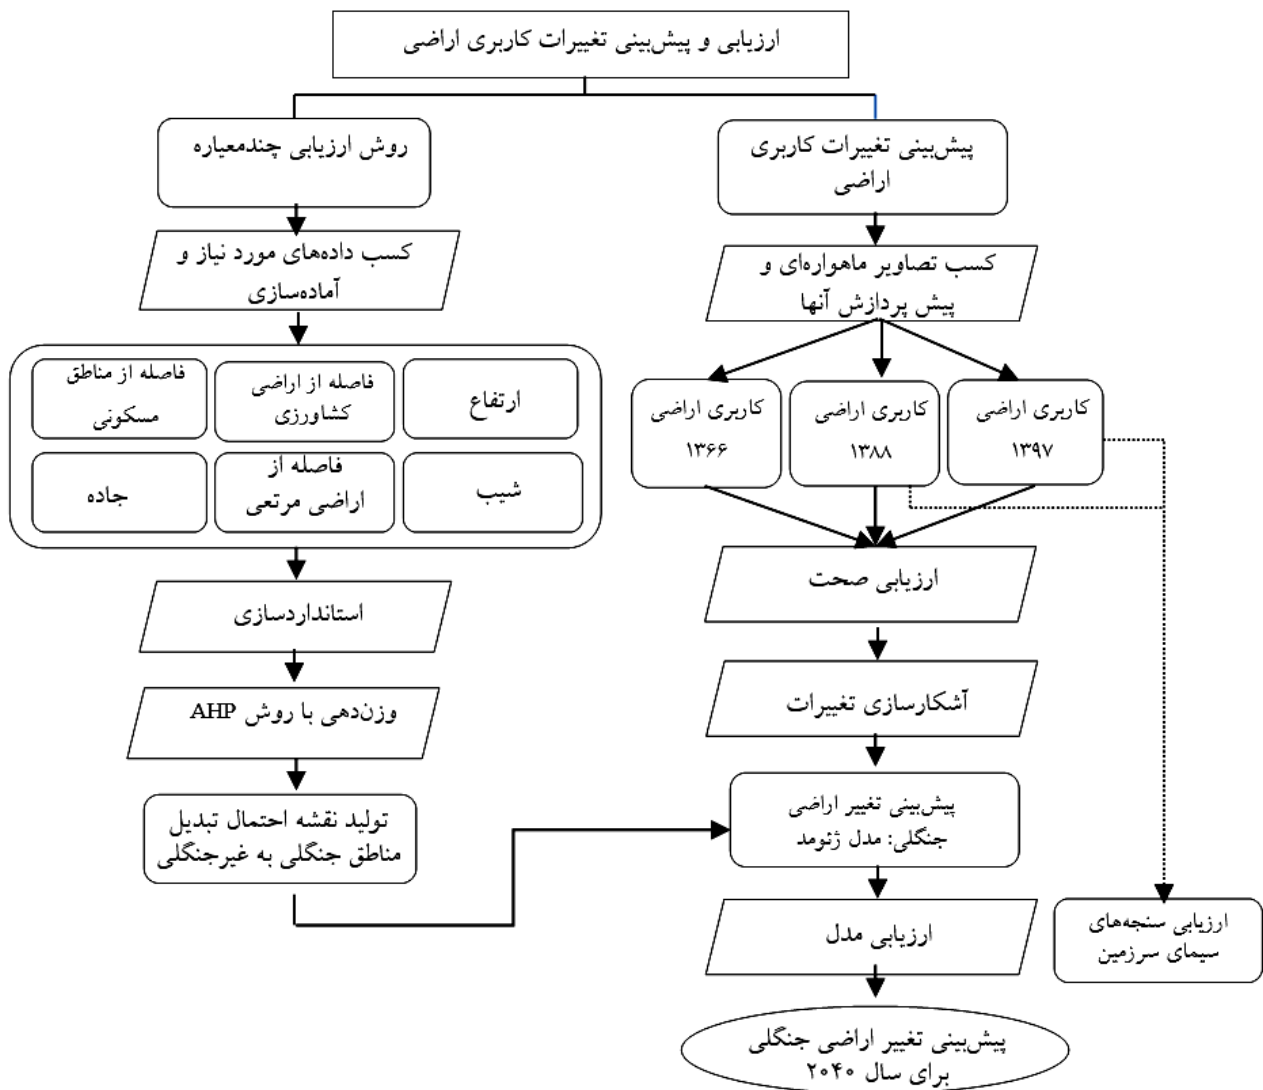 ارزیابی و پیش‌بینی تغییرات کاربری اراضی
پیش‌بینی تغییرات کاربری
اراضی
کسب تصاویر ماهواره‌ای و
پیش پردازش آنها
کاربری اراضی
۱۳۹۷
کاربری اراضی
۱۳۸۸
کاربری اراضی
۱۳۶۶
ارزیابی صحت
آشکارسازی تغییرات
پیش‌بینی تغییر اراضی
جنگلی: مدل ژئومد
ارزیابی مدل
پیش‌بینی تغییر اراضی جنگلی
برای سال ۲۰۴۰
ارزیابی سنجه‌های
سیمای سرزمین
روش ارزیابی چندمعیاره
کسب داده‌های مورد نیاز و
آماده‌سازی
ارتفاع
فاصله از اراضی
کشاورزی
فاصله از مناطق
مسکونی
شیب
فاصله از
اراضی مرتعی
جاده
استانداردسازی
وزن‌دهی با روش AHP
تولید نقشه احتمال تبدیل
مناطق جنگلی به غیرجنگلی